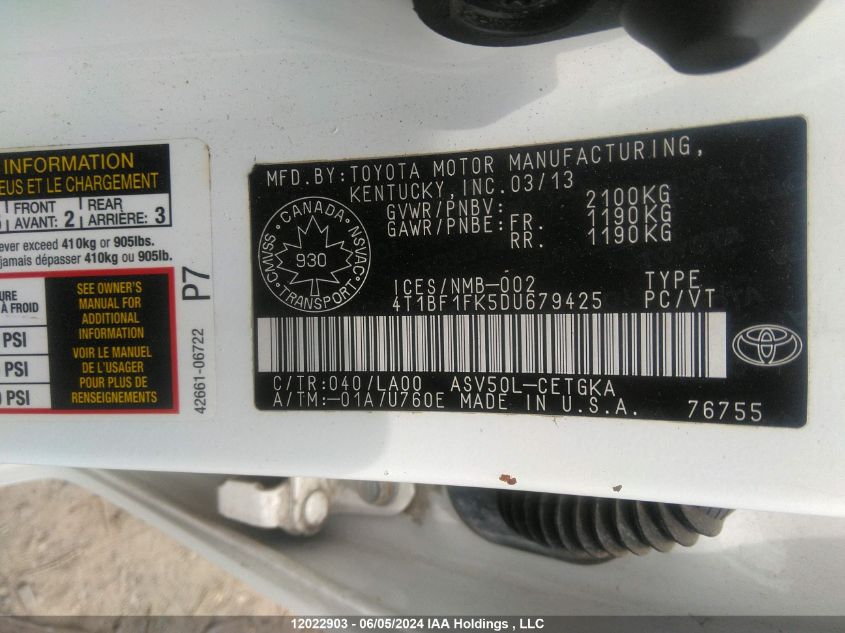 INFORMATION
EUS ET LE CHARGEMENT
FRONT
AVANT: 2
REAR
ARRIÈRE: 3
ever exceed 410kg or 905lbs.
jamais dépasser 410kg ou 905lb.
URE
À FROID
PSI
PSI
PSI
SEE OWNER'S
MANUAL FOR
ADDITIONAL
INFORMATION
VOIR LE MANUEL
DE L'USAGER
POUR PLUS DE
RENSEIGNEMENTS
P7
42661-06722
MFD.BY:TOYOTA MOTOR MANUFACTURING,
KENTUCKY,INC.03/13
GVWR/PNBV: 2100KG
GAWR/PNBE: FR. 1190KG
RR. 1190KG
CANADA
CMVSS
NSVAC
930
TRANSPORT
ICES/NMB-002 TYPE
4T1BF1FK5DU679425 PC/VT
C/TR:040/LA00 ASV50L-CETGKA
A/TM:-01A/U760E MADE IN U.S.A. 76755
12022903 - 06/05/2024 IAA Holdings , LLC